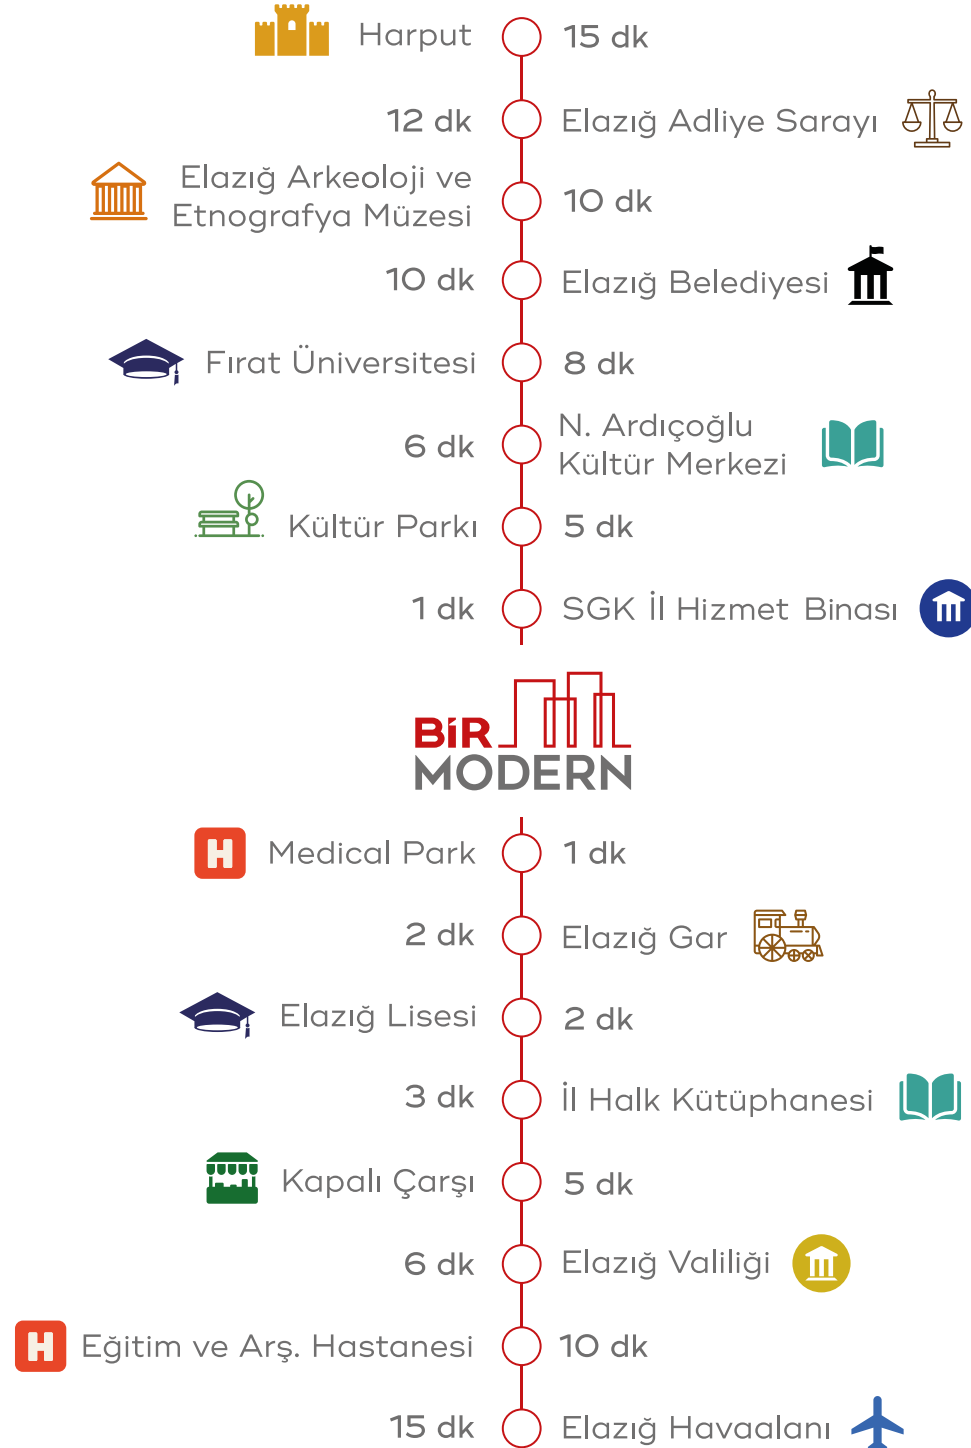 Harput 15 dk
12 dk Elazığ Adliye Sarayı
Elazığ Arkeoloji ve
Etnografya Müzesi 10 dk
10 dk Elazığ Belediyesi
Fırat Üniversitesi 8 dk
6 dk N. Ardıçoğlu
Kültür Merkezi
Kültür Parkı 5 dk
1 dk SGK İl Hizmet Binası
BİR
MODERN
H Medical Park 1 dk
2 dk Elazığ Gar
Elazığ Lisesi 2 dk
3 dk İl Halk Kütüphanesi
Kapalı Çarşı 5 dk
6 dk Elazığ Valiliği
H Eğitim ve Arş. Hastanesi 10 dk
15 dk Elazığ Havaalanı